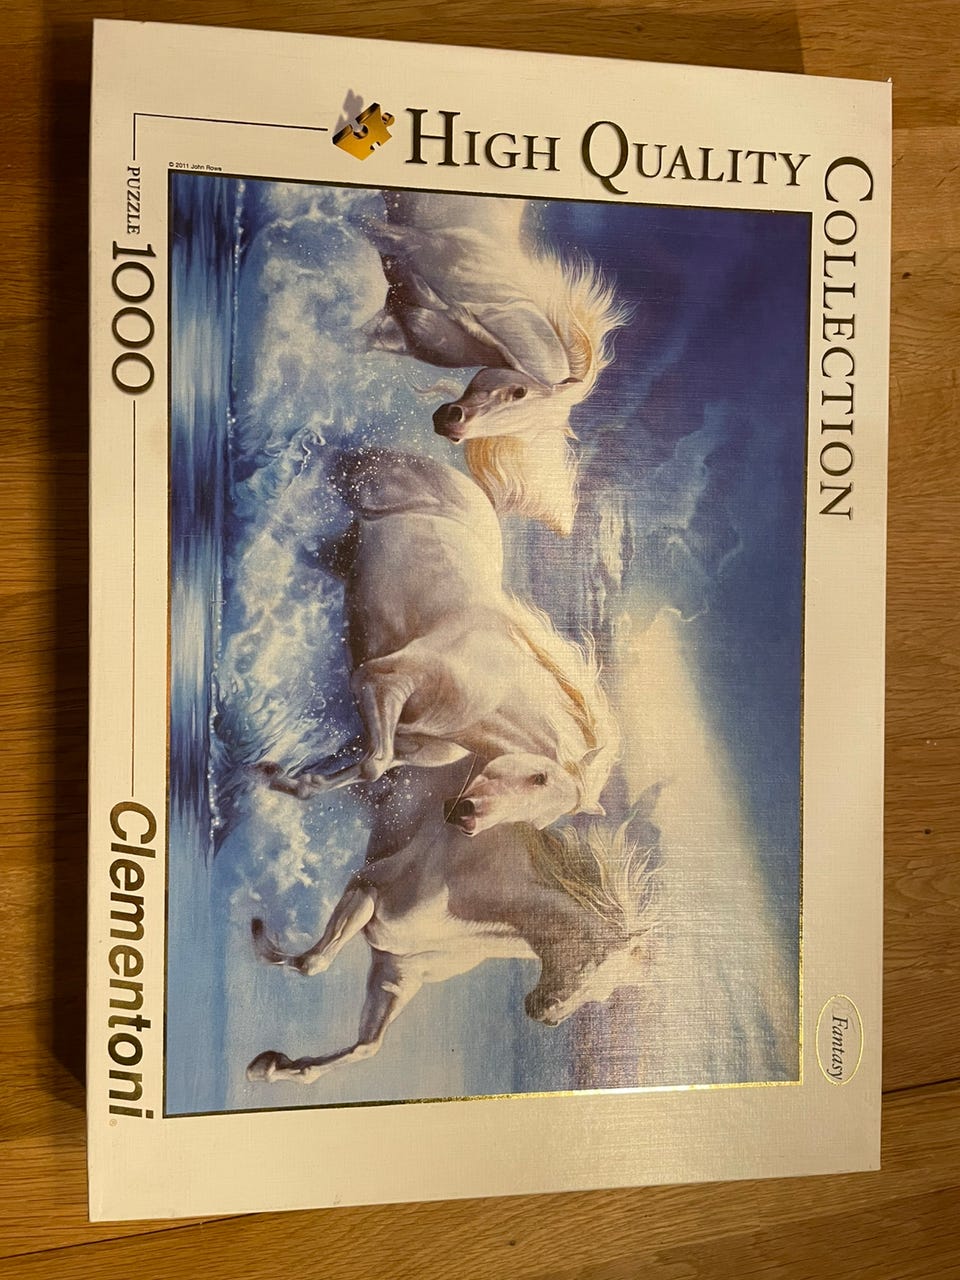 HIGH QUALITY
COLLECTION
© 2011 John Rowe
PUZZLE 1000
Fantasy
Clementoni®